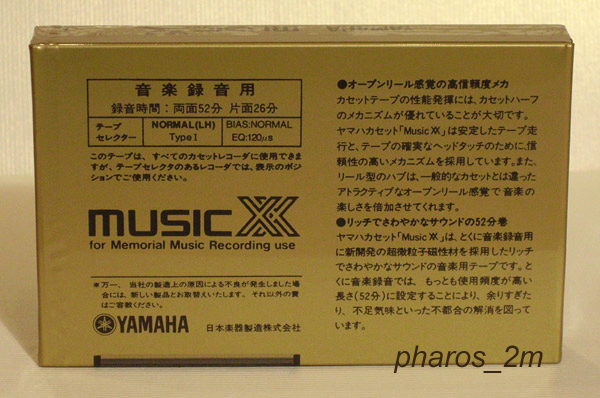 YAMAHA MUSIC XX
音楽録音用
録音時間：両面52分 片面26分
テープセレクター NORMAL(LH) Type I BIAS:NORMAL EQ:120μs
このテープは、すべてのカセットレコーダに使用できま
すが、テープセレクタのあるレコーダでは、表示のポジ
ションでご使用ください。
MUSIC XX
for Memorial Music Recording use
※万一、当社の製造上の原因による不良が発生しました場
合には、新しい製品とお取替えいたします。それ以外の責
はご容赦ください。
YAMAHA 日本楽器製造株式会社
●オープンリール感覚の高信頼度メカ
カセットテープの性能発揮には、カセットハーフ
のメカニズムが優れていることが大切です。
ヤマハカセット「Music XX」は安定したテープ走
行と、テープの確実なヘッドタッチのために、信
頼性の高いメカニズムを採用しています。また、
リール型のハブは、一般的なカセットとは違った
アトラクティブなオープンリール感覚で音楽の
楽しさを倍加させてくれます。
●リッチでさわやかなサウンドの52分巻
ヤマハカセット「Music XX」は、とくに音楽録音用
に新開発の超微粒子磁性材を採用したリッチ
でさわやかなサウンドの音楽用テープです。と
くに音楽録音では、もっとも使用頻度が高い
長さ(52分)に設定することにより、余りすぎた
り、不足気味といった不都合の解消を図って
います。
pharos_2m